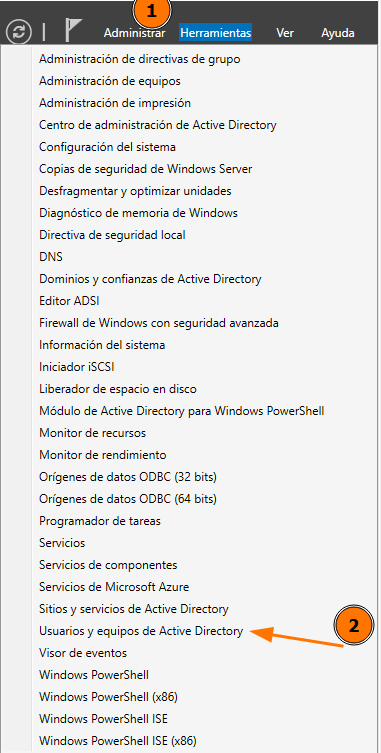 1
Administrar Herramientas Ver Ayuda
Administración de directivas de grupo
Administración de equipos
Administración de impresión
Centro de administración de Active Directory
Configuración del sistema
Copias de seguridad de Windows Server
Desfragmentar y optimizar unidades
Diagnóstico de memoria de Windows
Directiva de seguridad local
DNS
Dominios y confianzas de Active Directory
Editor ADSI
Firewall de Windows con seguridad avanzada
Información del sistema
Iniciador iSCSI
Liberador de espacio en disco
Módulo de Active Directory para Windows PowerShell
Monitor de recursos
Monitor de rendimiento
Orígenes de datos ODBC (32 bits)
Orígenes de datos ODBC (64 bits)
Programador de tareas
Servicios
Servicios de componentes
Servicios de Microsoft Azure
Sitios y servicios de Active Directory
Usuarios y equipos de Active Directory 2
Visor de eventos
Windows PowerShell
Windows PowerShell (x86)
Windows PowerShell ISE
Windows PowerShell ISE (x86)